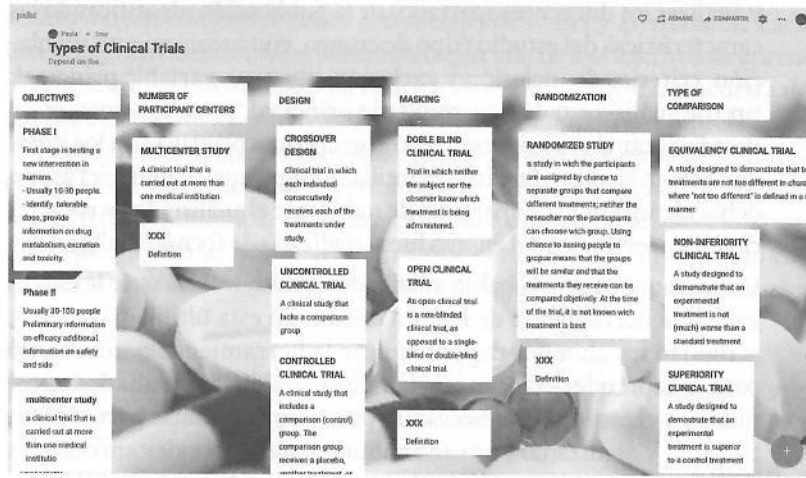 padlet
REMAKE
COMPARTIR
Paula
Types of Clinical Trials
Depend on the...
OBJECTIVES
PHASE I
First stage in testing a
new intervention in
humans.
- Usually 10-30 people.
- Identify tolerable
dose, provide
information on drug
metabolism, excretion
and toxicity.
Phase II
Usually 30-100 people
Preliminary information
on efficacy additional
information on safety
and side
multicenter study
a clinical trial that is
carried out at more
than one medical
institutio
NUMBER OF
PARTICIPANT CENTERS
MULTICENTER STUDY
A clinical trial that is
carried out at more than
one medical institution
XXX
Definition
DESIGN
CROSSOVER
DESIGN
Clinical trial in which
each individual
consecutively
receives each of the
treatments under
study.
UNCONTROLLED
CLINICAL TRIAL
A clinical study that
lacks a comparison
group
CONTROLLED
CLINICAL TRIAL
A clinical study that
includes a
comparison (control)
group. The
comparison group
receives a placebo,
another treatment, or
MASKING
DOBLE BLIND
CLINICAL TRIAL
Trial in which neither
the subject nor the
observer know which
treatment is being
administered.
OPEN CLINICAL
TRIAL
An open clinical trial
is a non-blinded
clinical trial, as
opposed to a single-
blind or double-blind
clinical trial.
XXX
Definition
RANDOMIZATION
RANDOMIZED STUDY
a study in wich the participants
are assigned by chance to
separate groups that compare
different treatments; neither the
reseacher nor the participants
can choose wich group. Using
chance to assing people to
means that the groups
will be similar and that the
treatments they receive can be
compared objetivly. At the time
of the trial, it is not known wich
treatment is best
XXX
Definition
TYPE OF
COMPARISON
EQUIVALENCY CLINICAL TRIAL
A study designed to demonstrate that
treatments are not too different in
where "not too different" is defined in a
manner.
NON-INFERIORITY
CLINICAL TRIAL
A study designed to
demonstrate that an
experimental
treatment is not
(much) worse than a
standard treatment
SUPERIORITY
CLINICAL TRIAL
A study designed to
demostrate that an
experimental
treatment is superior
to a control treatment